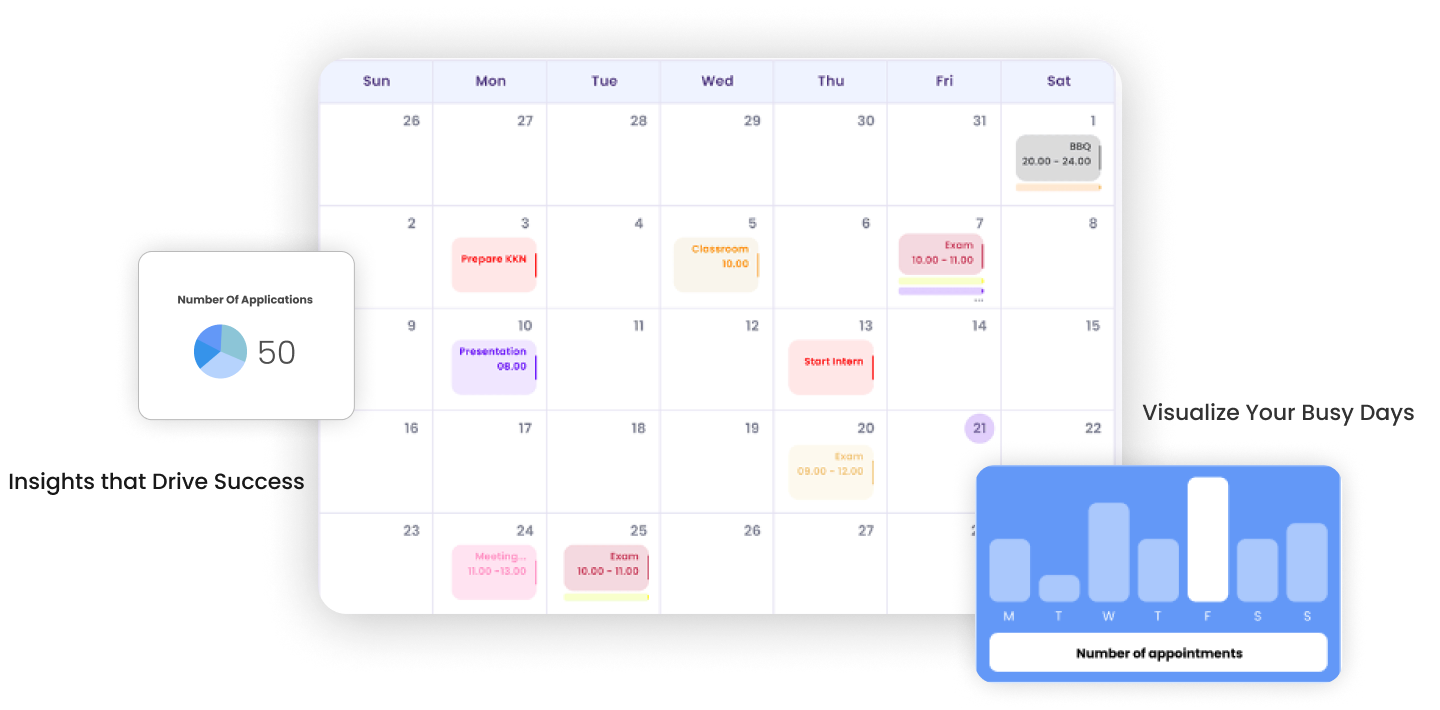 Sun Mon Tue Wed Thu Fri Sat
26 27 28 29 30 31 1
BBQ
20.00 - 24.00
2 3 4 5 6 7 8
Prepare KKN
Classroom
10.00
Exam
10.00 - 11.00
...
Number Of Applications
50
9 10 11 12 13 14 15
Presentation
08.00
Start Intern
16 17 18 19 20 21 22
Exam
09.00 - 12.00
Visualize Your Busy Days
Insights that Drive Success
23 24 25 26 27
Meeting...
11.00 -13.00
Exam
10.00 - 11.00
M T W T F S S
Number of appointments